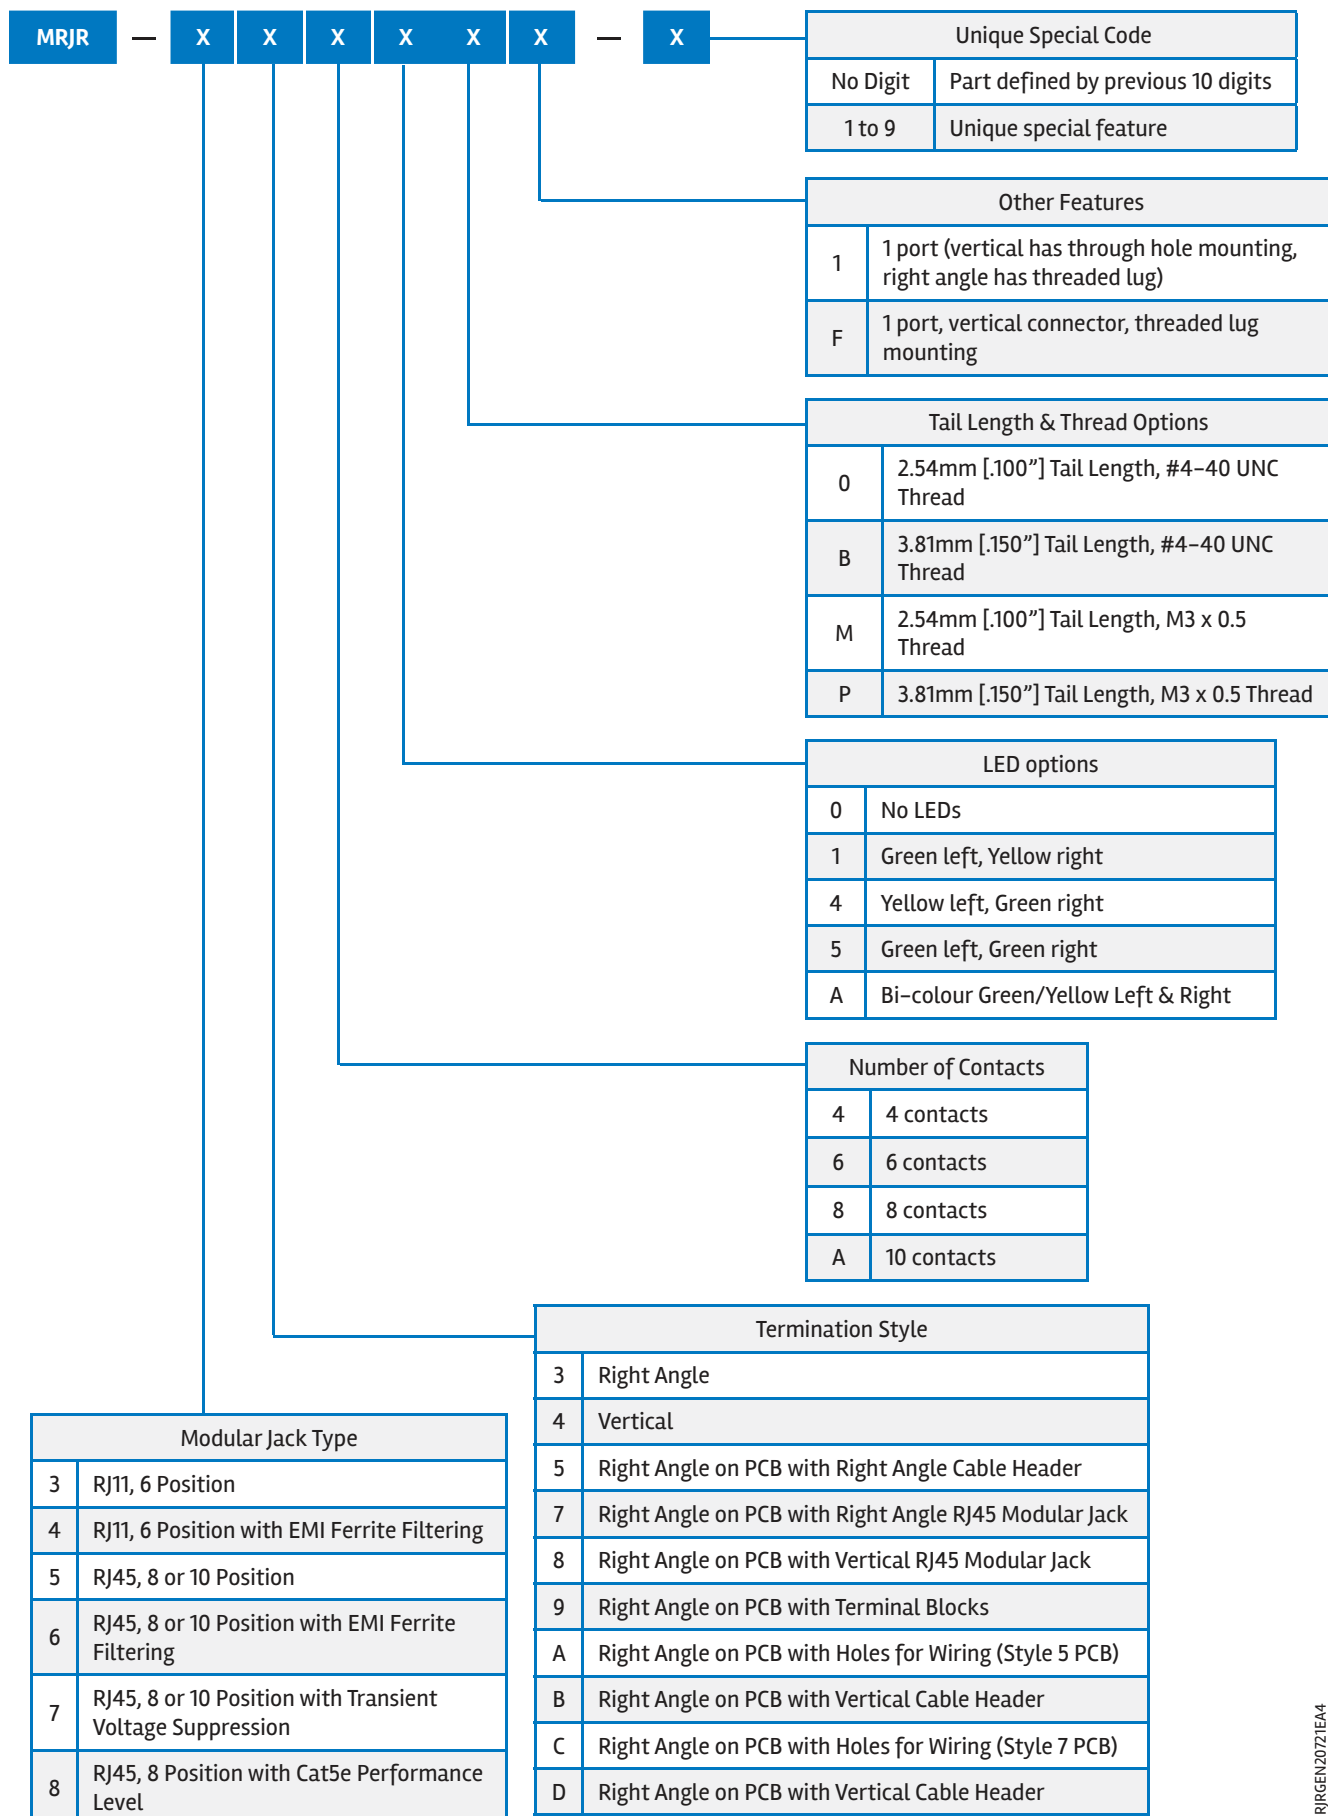 MRJR — X X X X X X — X
Unique Special Code
No Digit Part defined by previous 10 digits
1 to 9 Unique special feature
Other Features
1 1 port (vertical has through hole mounting,
right angle has threaded lug)
F 1 port, vertical connector, threaded lug
mounting
Tail Length & Thread Options
0 2.54mm [.100”] Tail Length, #4-40 UNC
Thread
B 3.81mm [.150”] Tail Length, #4-40 UNC
Thread
M 2.54mm [.100”] Tail Length, M3 x 0.5
Thread
P 3.81mm [.150”] Tail Length, M3 x 0.5 Thread
LED options
0 No LEDs
1 Green left, Yellow right
4 Yellow left, Green right
5 Green left, Green right
A Bi-colour Green/Yellow Left & Right
Number of Contacts
4 4 contacts
6 6 contacts
8 8 contacts
A 10 contacts
Termination Style
3 Right Angle
4 Vertical
5 Right Angle on PCB with Right Angle Cable Header
7 Right Angle on PCB with Right Angle RJ45 Modular Jack
8 Right Angle on PCB with Vertical RJ45 Modular Jack
9 Right Angle on PCB with Terminal Blocks
A Right Angle on PCB with Holes for Wiring (Style 5 PCB)
B Right Angle on PCB with Vertical Cable Header
C Right Angle on PCB with Holes for Wiring (Style 7 PCB)
D Right Angle on PCB with Vertical Cable Header
Modular Jack Type
3 RJ11, 6 Position
4 RJ11, 6 Position with EMI Ferrite Filtering
5 RJ45, 8 or 10 Position
6 RJ45, 8 or 10 Position with EMI Ferrite
Filtering
7 RJ45, 8 or 10 Position with Transient
Voltage Suppression
8 RJ45, 8 Position with Cat5e Performance
Level
RJRGEN20721EA4